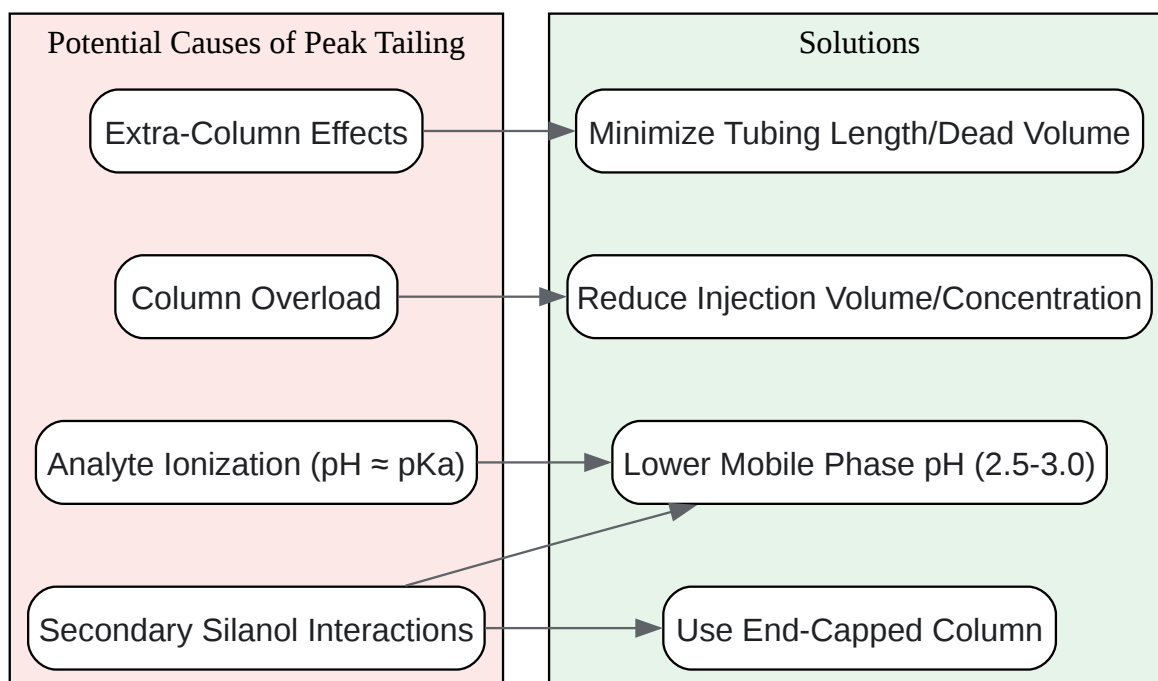 Potential Causes of Peak Tailing
Solutions
Extra-Column Effects
Minimize Tubing Length/Dead Volume
Column Overload
Reduce Injection Volume/Concentration
Analyte Ionization (pH ≈ pKa)
Lower Mobile Phase pH (2.5-3.0)
Secondary Silanol Interactions
Use End-Capped Column